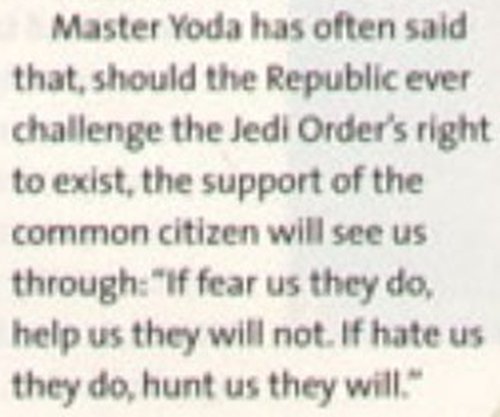 Master Yoda has often said
that, should the Republic ever
challenge the Jedi Order's right
to exist, the support of the
common citizen will see us
through: "If fear us they do,
help us they will not. If hate us
they do, hunt us they will."